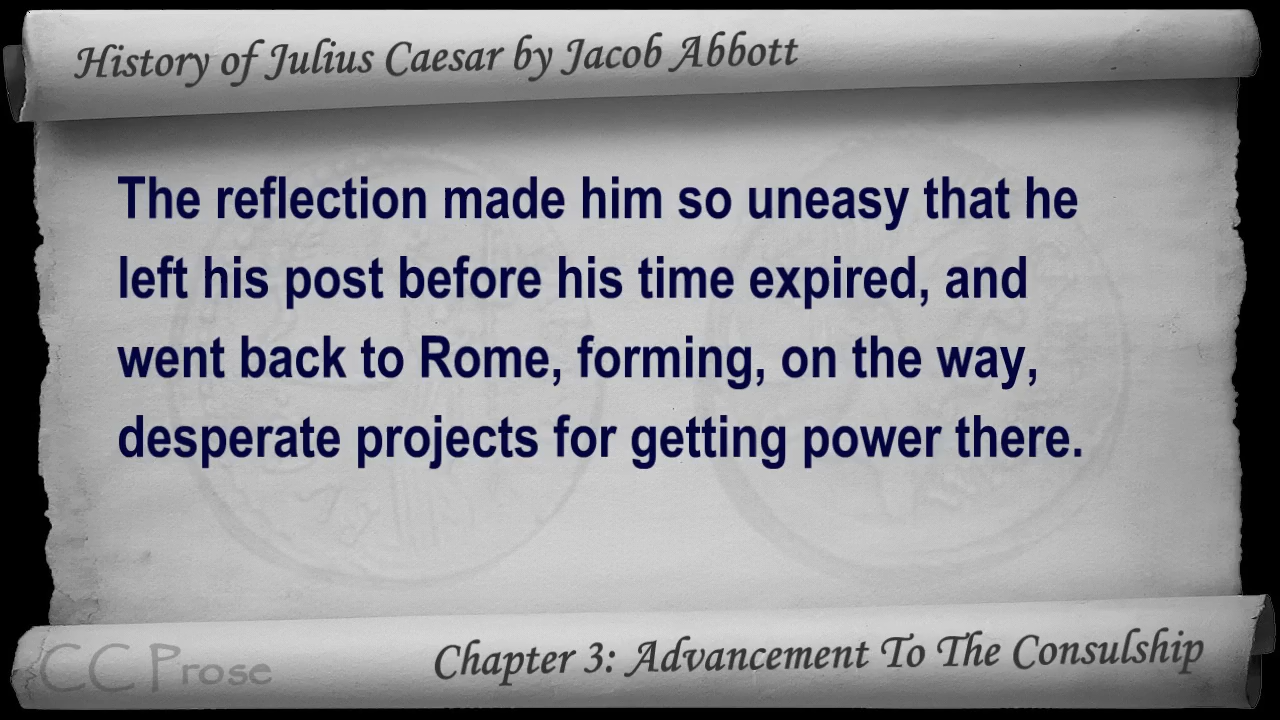 History of Julius Caesar by Jacob Abbott
The reflection made him so uneasy that he
left his post before his time expired, and
went back to Rome, forming, on the way,
desperate projects for getting power there.
CC Prose
Chapter 3: Advancement To The Consulship